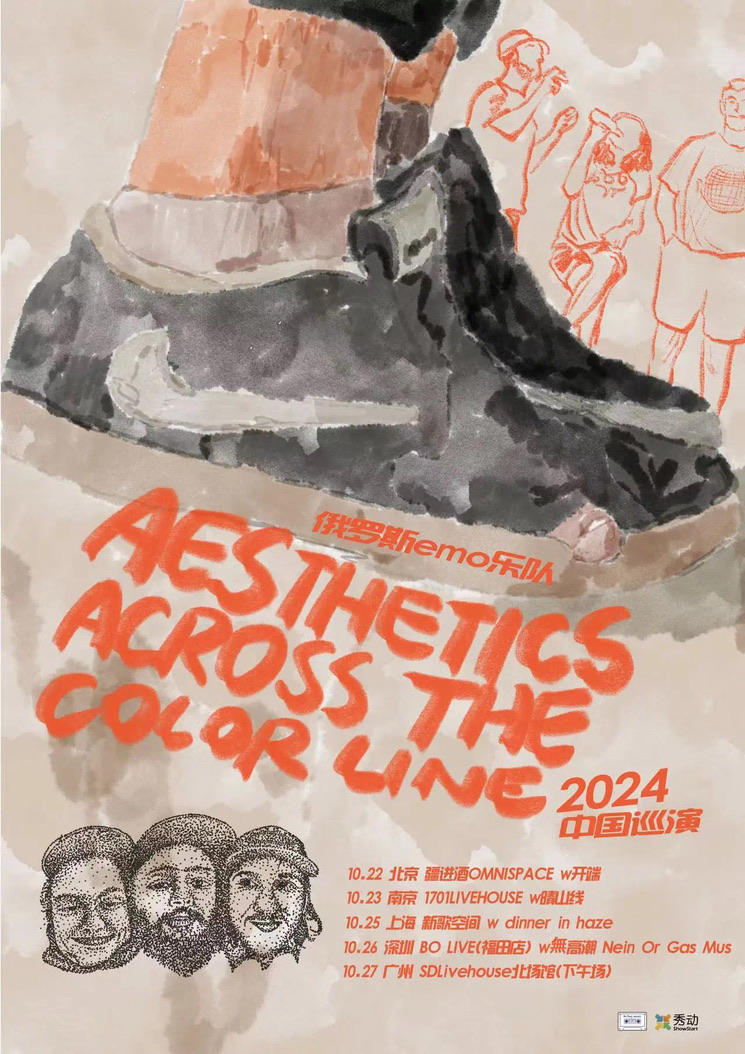 俄罗斯emo乐队
AESTHETICS
ACROSS THE
COLOR LINE
2024
中国巡演
10.22 北京 疆进酒OMNISPACE w开端
10.23 南京 1701LIVEHOUSE w晴山线
10.25 上海 新歌空间 w dinner in haze
10.26 深圳 BO LIVE(福田店) w無高潮 Nein Or Gas Mus
10.27 广州 SDLivehouse北场馆(下午场)
秀动
ShowStart